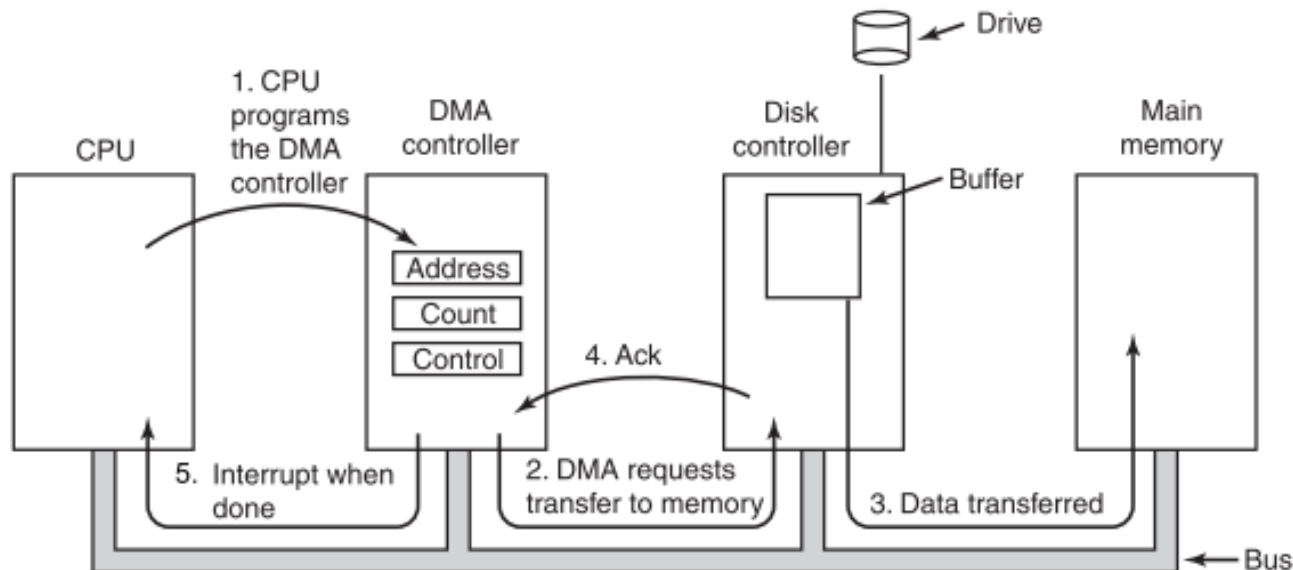 Drive
1. CPU
programs
the DMA
controller
CPU
DMA
controller
Disk
controller
Main
memory
Buffer
Address
Count
Control
4. Ack
5. Interrupt when
done
2. DMA requests
transfer to memory
3. Data transferred
Bus